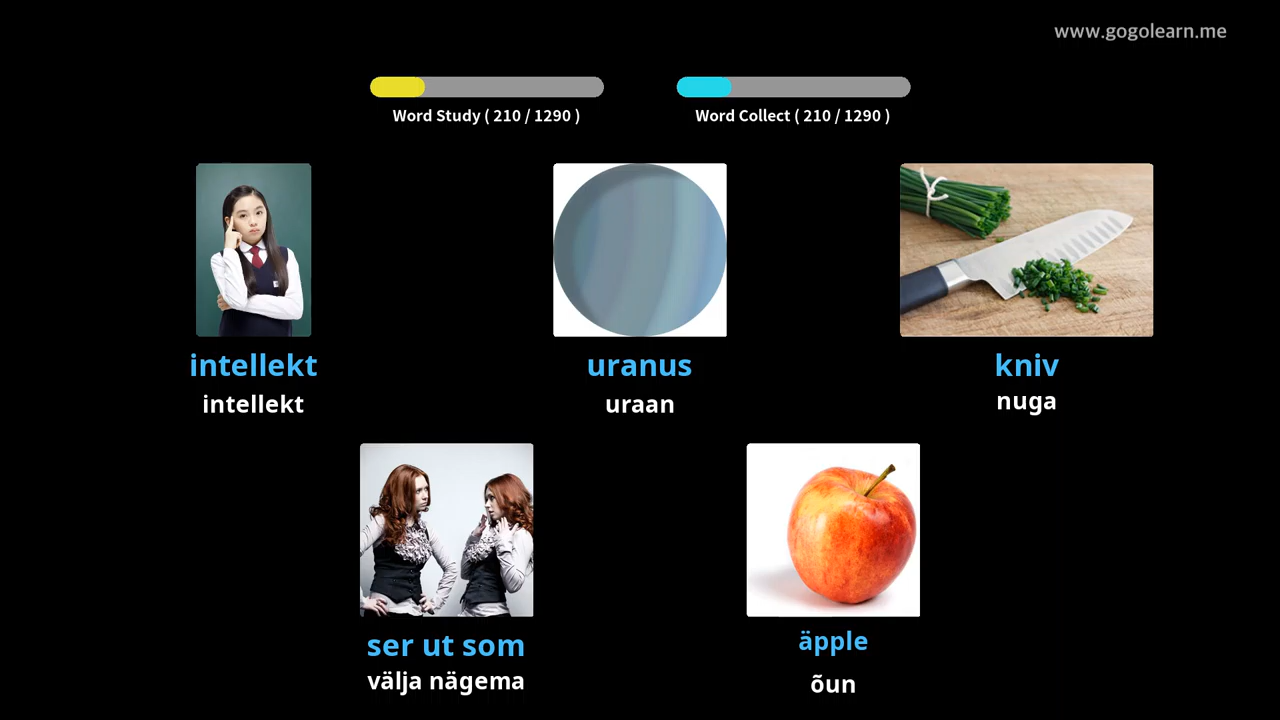 www.gogolearn.me
Word Study ( 210 / 1290 )
Word Collect ( 210 / 1290 )
intellekt
intellekt
uranus
uraan
kniv
nuga
ser ut som
välja nägema
äpple
õun